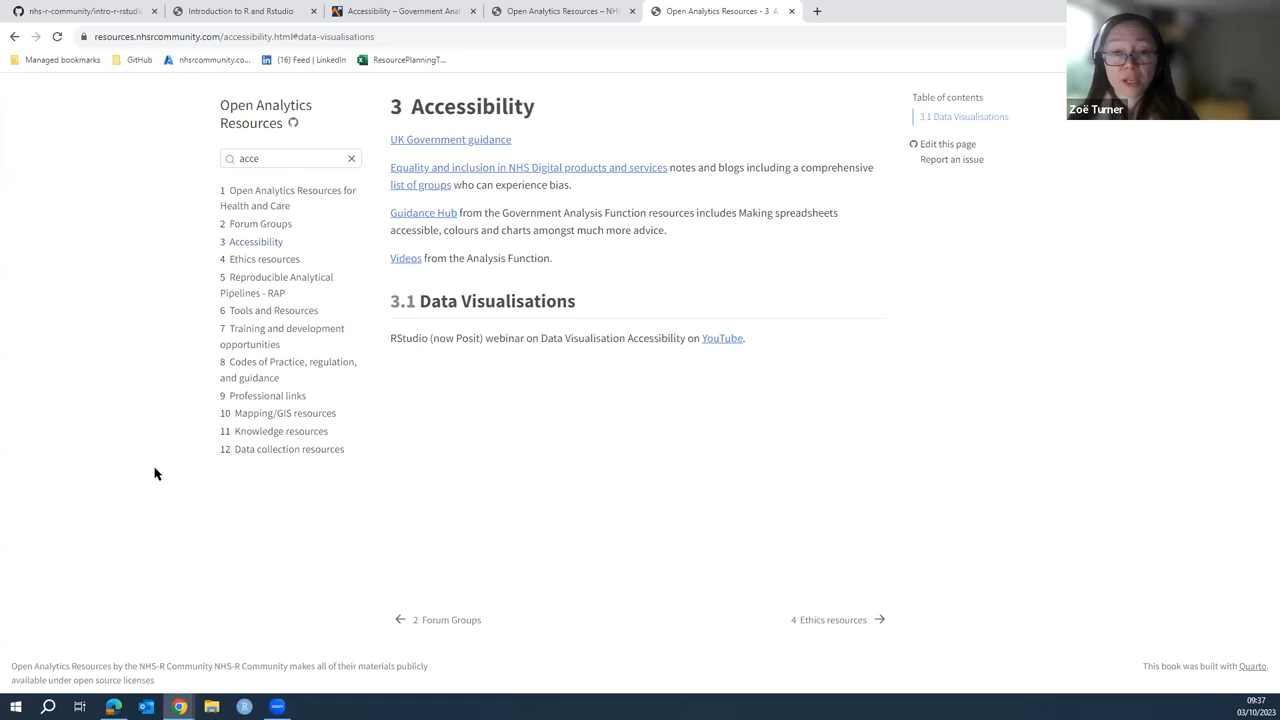 nhs-r-community/intro-r-rstudio
Introduction to R and Rstudio
Accessibility – Government Anal
Open Analytics Resources – NHS
Open Analytics Resources - 3 A
resources.nhsrcommunity.com/accessibility.html#data-visualisations
Managed bookmarks
GitHub
nhsrcommunity.co...
(16) Feed | LinkedIn
ResourcePlanningT...
Zoë Turner
Open Analytics
Resources
acce
1 Open Analytics Resources for
Health and Care
2 Forum Groups
3 Accessibility
4 Ethics resources
5 Reproducible Analytical
Pipelines - RAP
6 Tools and Resources
7 Training and development
opportunities
8 Codes of Practice, regulation,
and guidance
9 Professional links
10 Mapping/GIS resources
11 Knowledge resources
12 Data collection resources
3 Accessibility
UK Government guidance
Equality and inclusion in NHS Digital products and services notes and blogs including a comprehensive
list of groups who can experience bias.
Guidance Hub from the Government Analysis Function resources includes Making spreadsheets
accessible, colours and charts amongst much more advice.
Videos from the Analysis Function.
3.1 Data Visualisations
RStudio (now Posit) webinar on Data Visualisation Accessibility on YouTube.
Table of contents
3.1 Data Visualisations
Edit this page
Report an issue
2 Forum Groups
4 Ethics resources
Open Analytics Resources by the NHS-R Community NHS-R Community makes all of their materials publicly
available under open source licenses
This book was built with Quarto.
09:37
03/10/2023